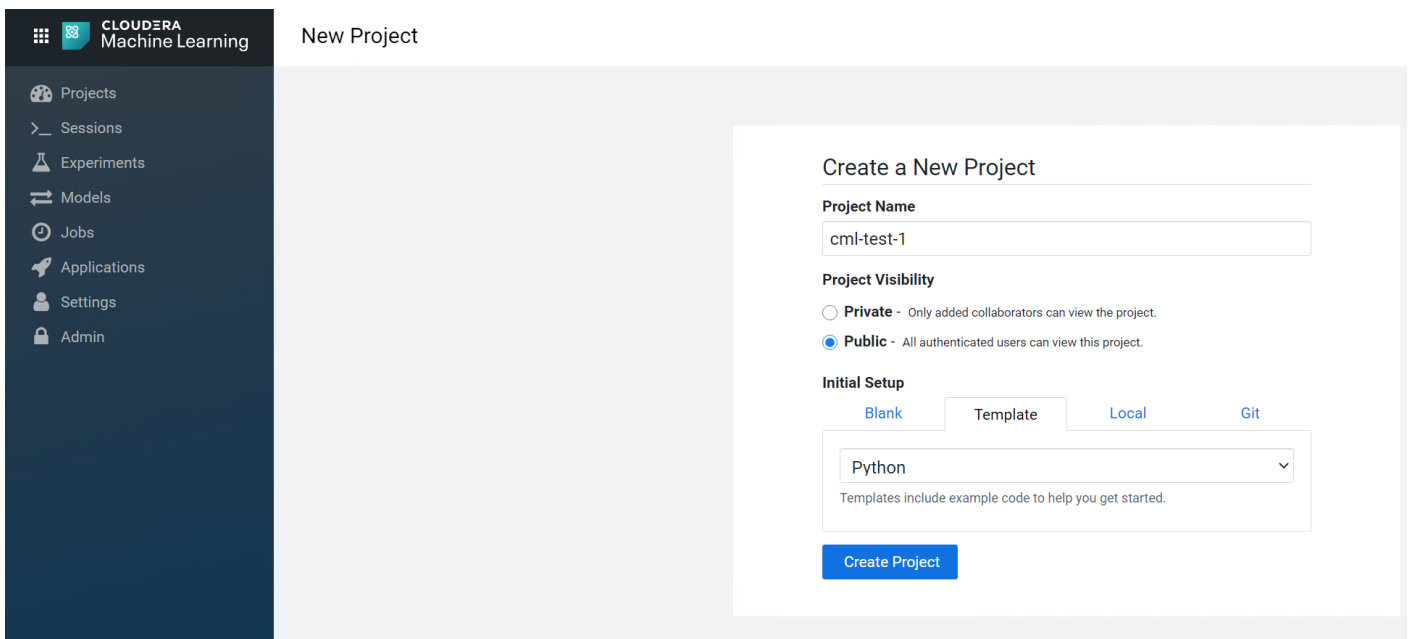 CLOUDERA
Machine Learning
New Project
Projects
Sessions
Experiments
Models
Jobs
Applications
Settings
Admin
Create a New Project
Project Name
cml-test-1
Project Visibility
Private - Only added collaborators can view the project.
Public - All authenticated users can view this project.
Initial Setup
Blank Template Local Git
Python
Templates include example code to help you get started.
Create Project